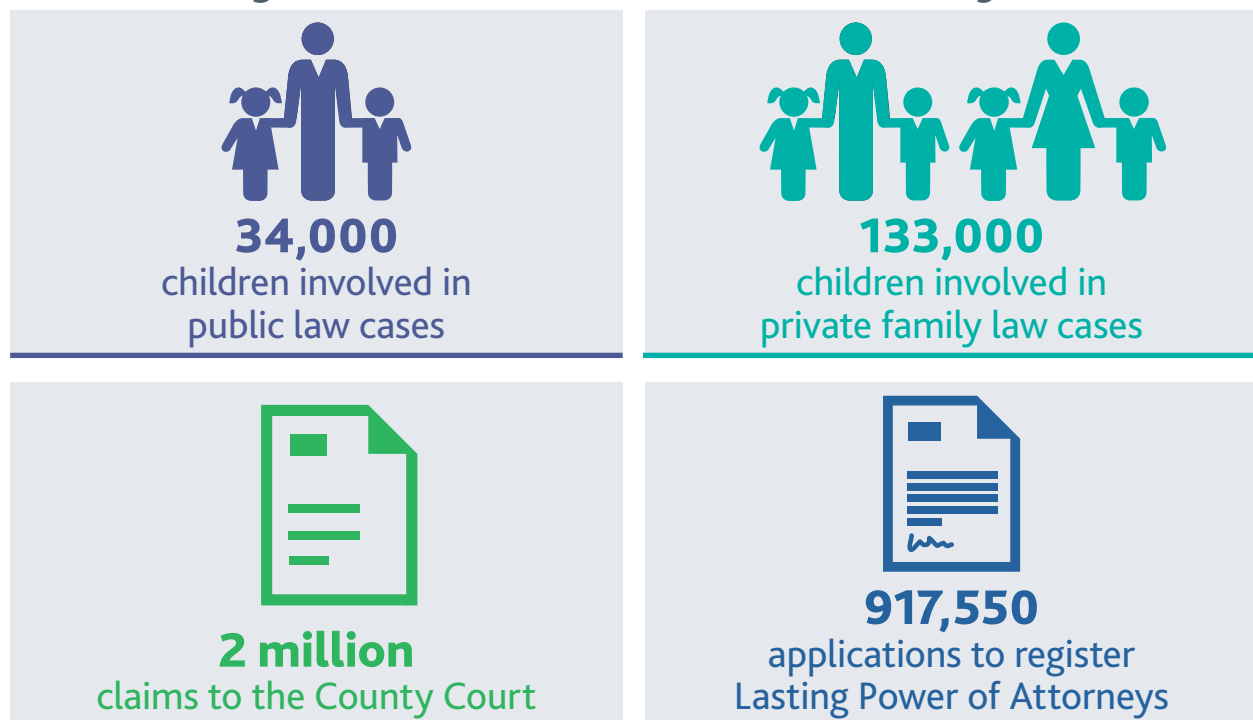 34,000
children involved in
public law cases
133,000
children involved in
private family law cases
2 million
claims to the County Court
917,550
applications to register
Lasting Power of Attorneys